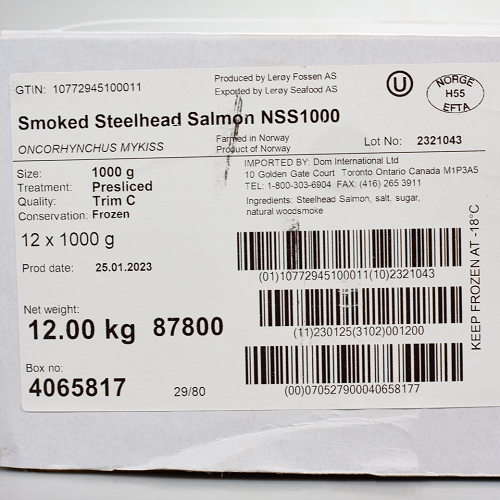 GTIN: 10772945100011
Produced by Lerøy Fossen AS
Exported by Lerøy Seafood AS
U
NORGE
H55
EFTA
Smoked Steelhead Salmon NSS1000
ONCORHYNCHUS MYKISS
Farmed in Norway
Product of Norway
Lot No: 2321043
Size: 1000 g
Treatment: Presliced
Quality: Trim C
Conservation: Frozen
IMPORTED BY: Dom International Ltd
10 Golden Gate Court Toronto Ontario Canada M1P3A5
TEL: 1-800-303-6904 FAX: (416) 265 3911
Ingredients: Steelhead Salmon, salt, sugar,
natural woodsmoke
12 x 1000 g
Prod date: 25.01.2023
(01)10772945100011(10)2321043
Net weight:
12.00 kg 87800
(11)230125(3102)001200
Box no:
4065817
29/80
(00)070527900040658177
KEEP FROZEN AT -18°C